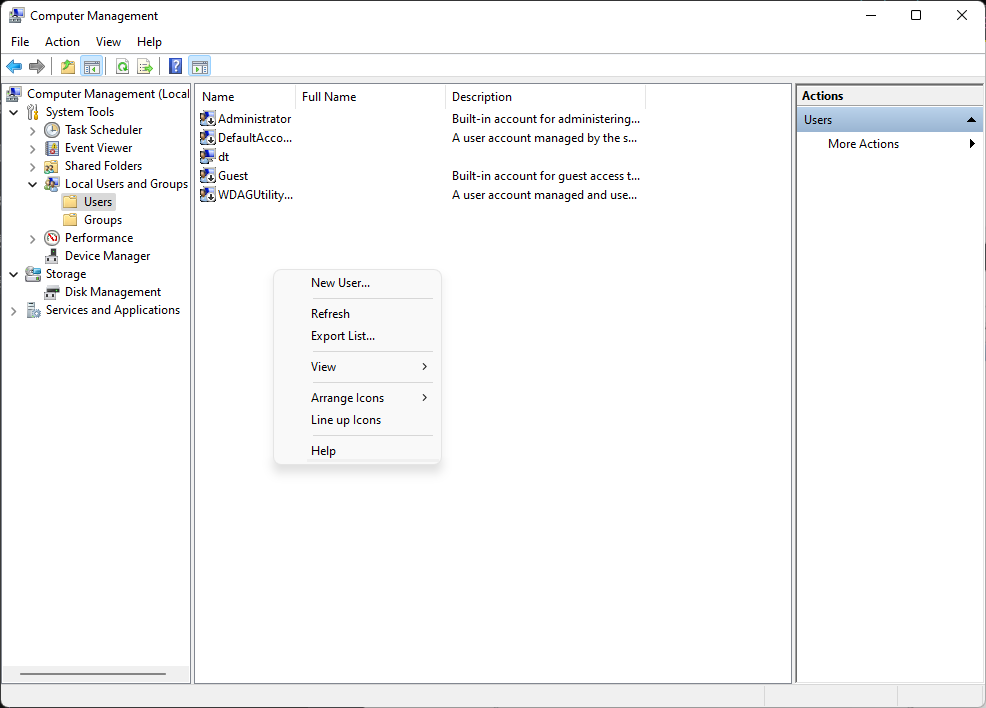 Computer Management
File Action View Help
Computer Management (Local
System Tools
Task Scheduler
Event Viewer
Shared Folders
Local Users and Groups
Users
Groups
Performance
Device Manager
Storage
Disk Management
Services and Applications
Name Full Name Description
Administrator Built-in account for administering...
DefaultAcco... A user account managed by the s...
dt
Guest Built-in account for guest access t...
WDAGUtility... A user account managed and use...
New User...
Refresh
Export List...
View
Arrange Icons
Line up Icons
Help
Actions
Users
More Actions